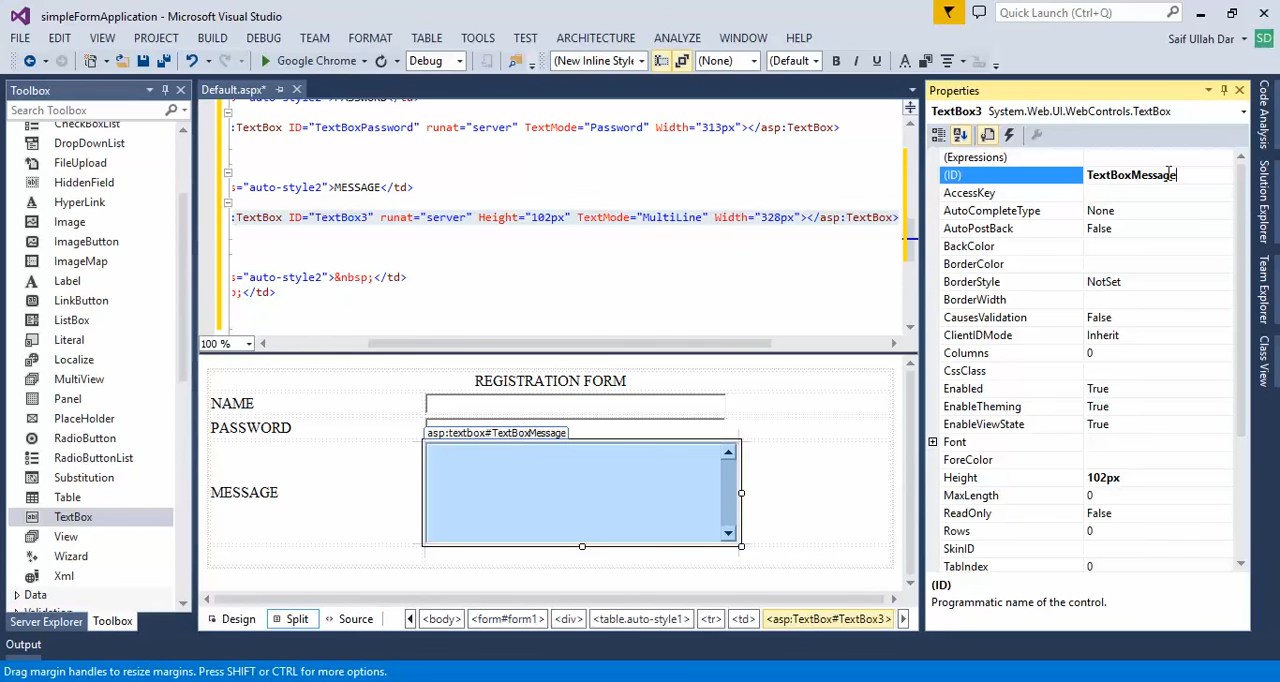 simpleFormApplication - Microsoft Visual Studio
Quick Launch (Ctrl+Q)
FILE EDIT VIEW PROJECT BUILD DEBUG TEAM FORMAT TABLE TOOLS TEST ARCHITECTURE ANALYZE WINDOW HELP
Saif Ullah Dar SD
Google Chrome Debug (New Inline Style (None) (Default B I U A
Toolbox
Search Toolbox
CheckBoxList
DropDownList
FileUpload
HiddenField
HyperLink
Image
ImageButton
ImageMap
Label
LinkButton
ListBox
Literal
Localize
MultiView
Panel
PlaceHolder
RadioButton
RadioButtonList
Substitution
Table
TextBox
View
Wizard
Xml
Data
Validation
Server Explorer Toolbox
Default.aspx*
"auto-style2">PASSWORD</td>
:TextBox ID="TextBoxPassword" runat="server" TextMode="Password" Width="313px"></asp:TextBox>
s="auto-style2">MESSAGE</td>
:TextBox ID="TextBox3" runat="server" Height="102px" TextMode="MultiLine" Width="328px"></asp:TextBox>
s="auto-style2">&nbsp;</td>
p;</td>
100 %
REGISTRATION FORM
NAME
PASSWORD
asp:textbox#TextBoxMessage
MESSAGE
Design Split Source <body> <form#form1> <div> <table.auto-style1> <tr> <td> <asp:TextBox#TextBox3>
Properties
TextBox3 System.Web.UI.WebControls.TextBox
(Expressions)
(ID) TextBoxMessage
AccessKey
AutoCompleteType None
AutoPostBack False
BackColor
BorderColor
BorderStyle NotSet
BorderWidth
CausesValidation False
ClientIDMode Inherit
Columns 0
CssClass
Enabled True
EnableTheming True
EnableViewState True
Font
ForeColor
Height 102px
MaxLength 0
ReadOnly False
Rows 0
SkinID
TabIndex 0
(ID)
Programmatic name of the control.
Code Analysis
Solution Explorer
Team Explorer
Class View
Output
Drag margin handles to resize margins. Press SHIFT or CTRL for more options.